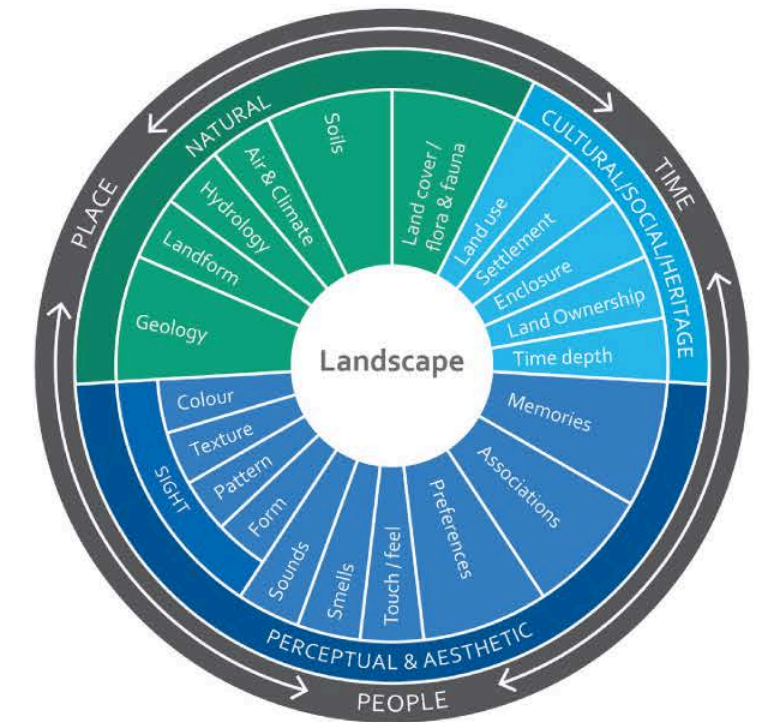 PLACE
TIME
PEOPLE
NATURAL
CULTURAL/SOCIAL/HERITAGE
PERCEPTUAL & AESTHETIC
Landscape
Geology
Landform
Hydrology
Air & Climate
Soils
Land cover /
flora & fauna
Land use
Settlement
Enclosure
Land Ownership
Time depth
Memories
Associations
Preferences
Touch / feel
Smells
Sounds
SIGHT
Form
Pattern
Texture
Colour